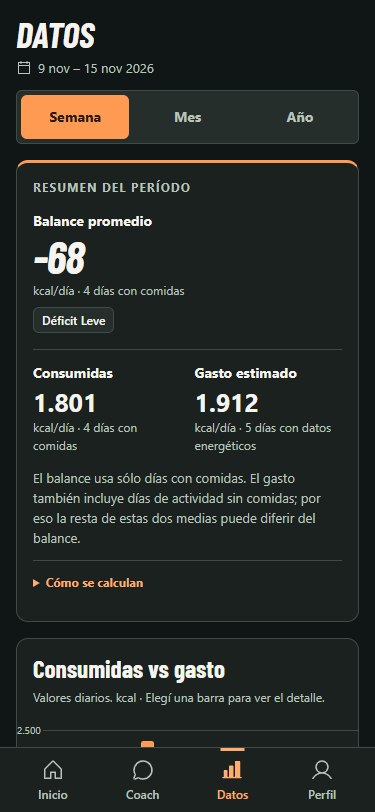 DATOS
9 nov – 15 nov 2026
Semana Mes Año
RESUMEN DEL PERÍODO
Balance promedio
-68
kcal/día · 4 días con comidas
Déficit Leve
Consumidas Gasto estimado
1.801 1.912
kcal/día · 4 días con kcal/día · 5 días con datos
comidas energéticos
El balance usa sólo días con comidas. El gasto
también incluye días de actividad sin comidas; por
eso la resta de estas dos medias puede diferir del
balance.
▸ Cómo se calculan
Consumidas vs gasto
Valores diarios. kcal · Elegí una barra para ver el detalle.
2.500
Inicio Coach Datos Perfil